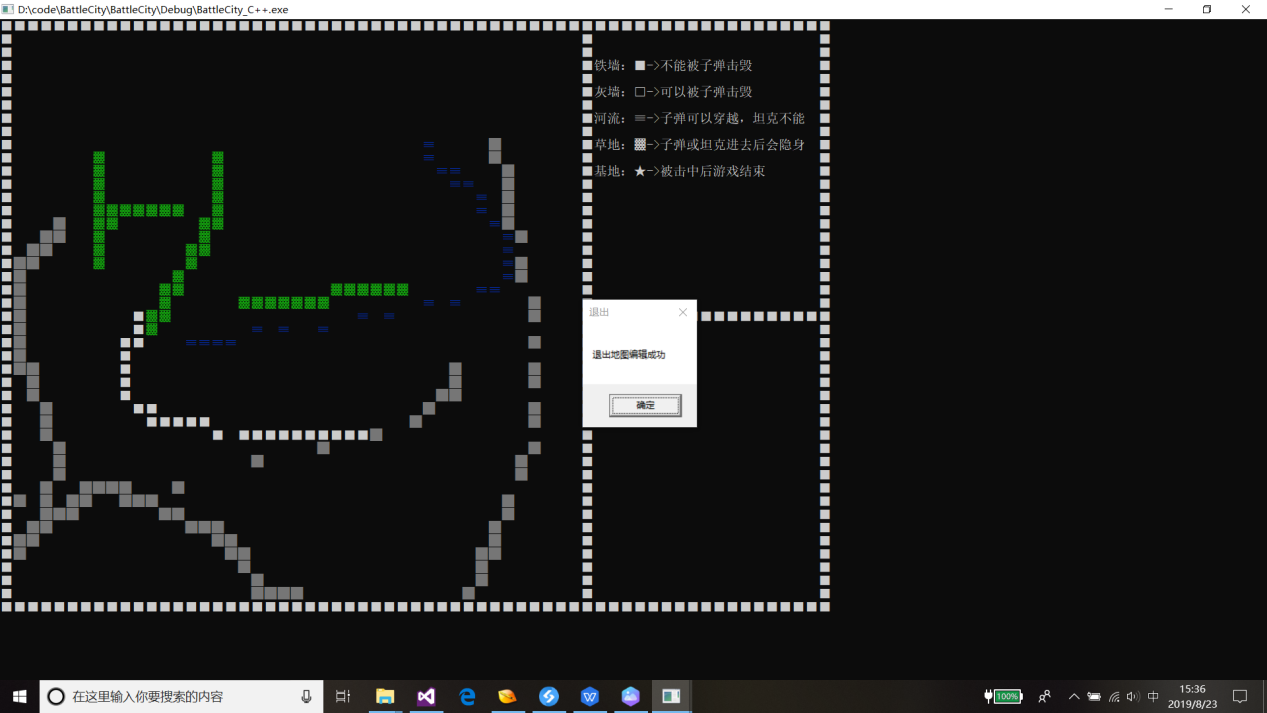 D:\code\BattleCity\BattleCity\Debug\BattleCity_C++.exe
铁墙：■->不能被子弹击毁
灰墙：□->可以被子弹击毁
河流：≡->子弹可以穿越，坦克不能
草地：▓->子弹或坦克进去后会隐身
基地：★->被击中后游戏结束
退出
退出地图编辑成功
确定
在这里输入你要搜索的内容
100%
中
15:36
2019/8/23